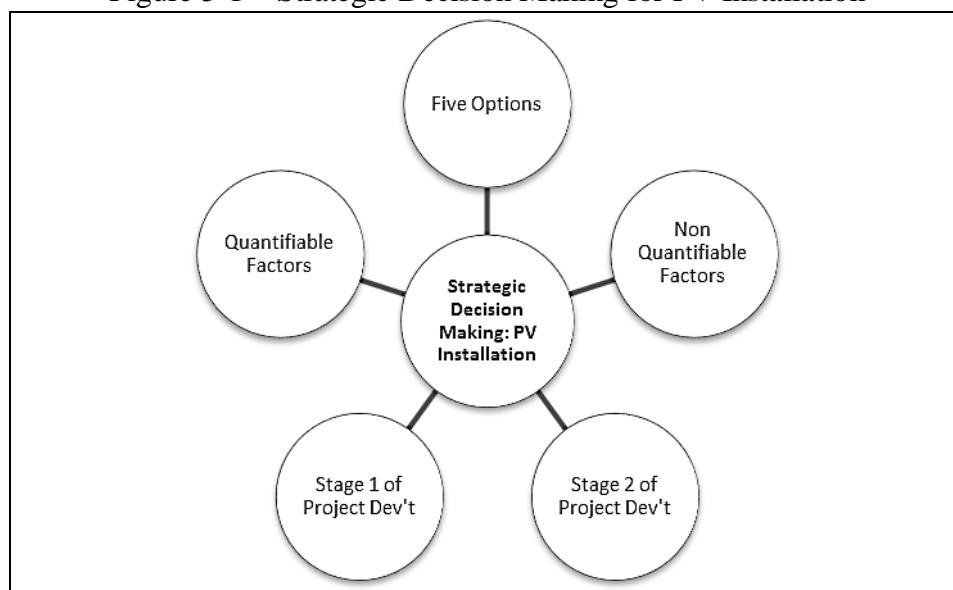 Figure Strategic Decision Making for PV Installation
Five Options
Quantifiable
Factors
Non
Quantifiable
Factors
Strategic
Decision
Making: PV
Installation
Stage 1 of
Project Dev't
Stage 2 of
Project Dev't